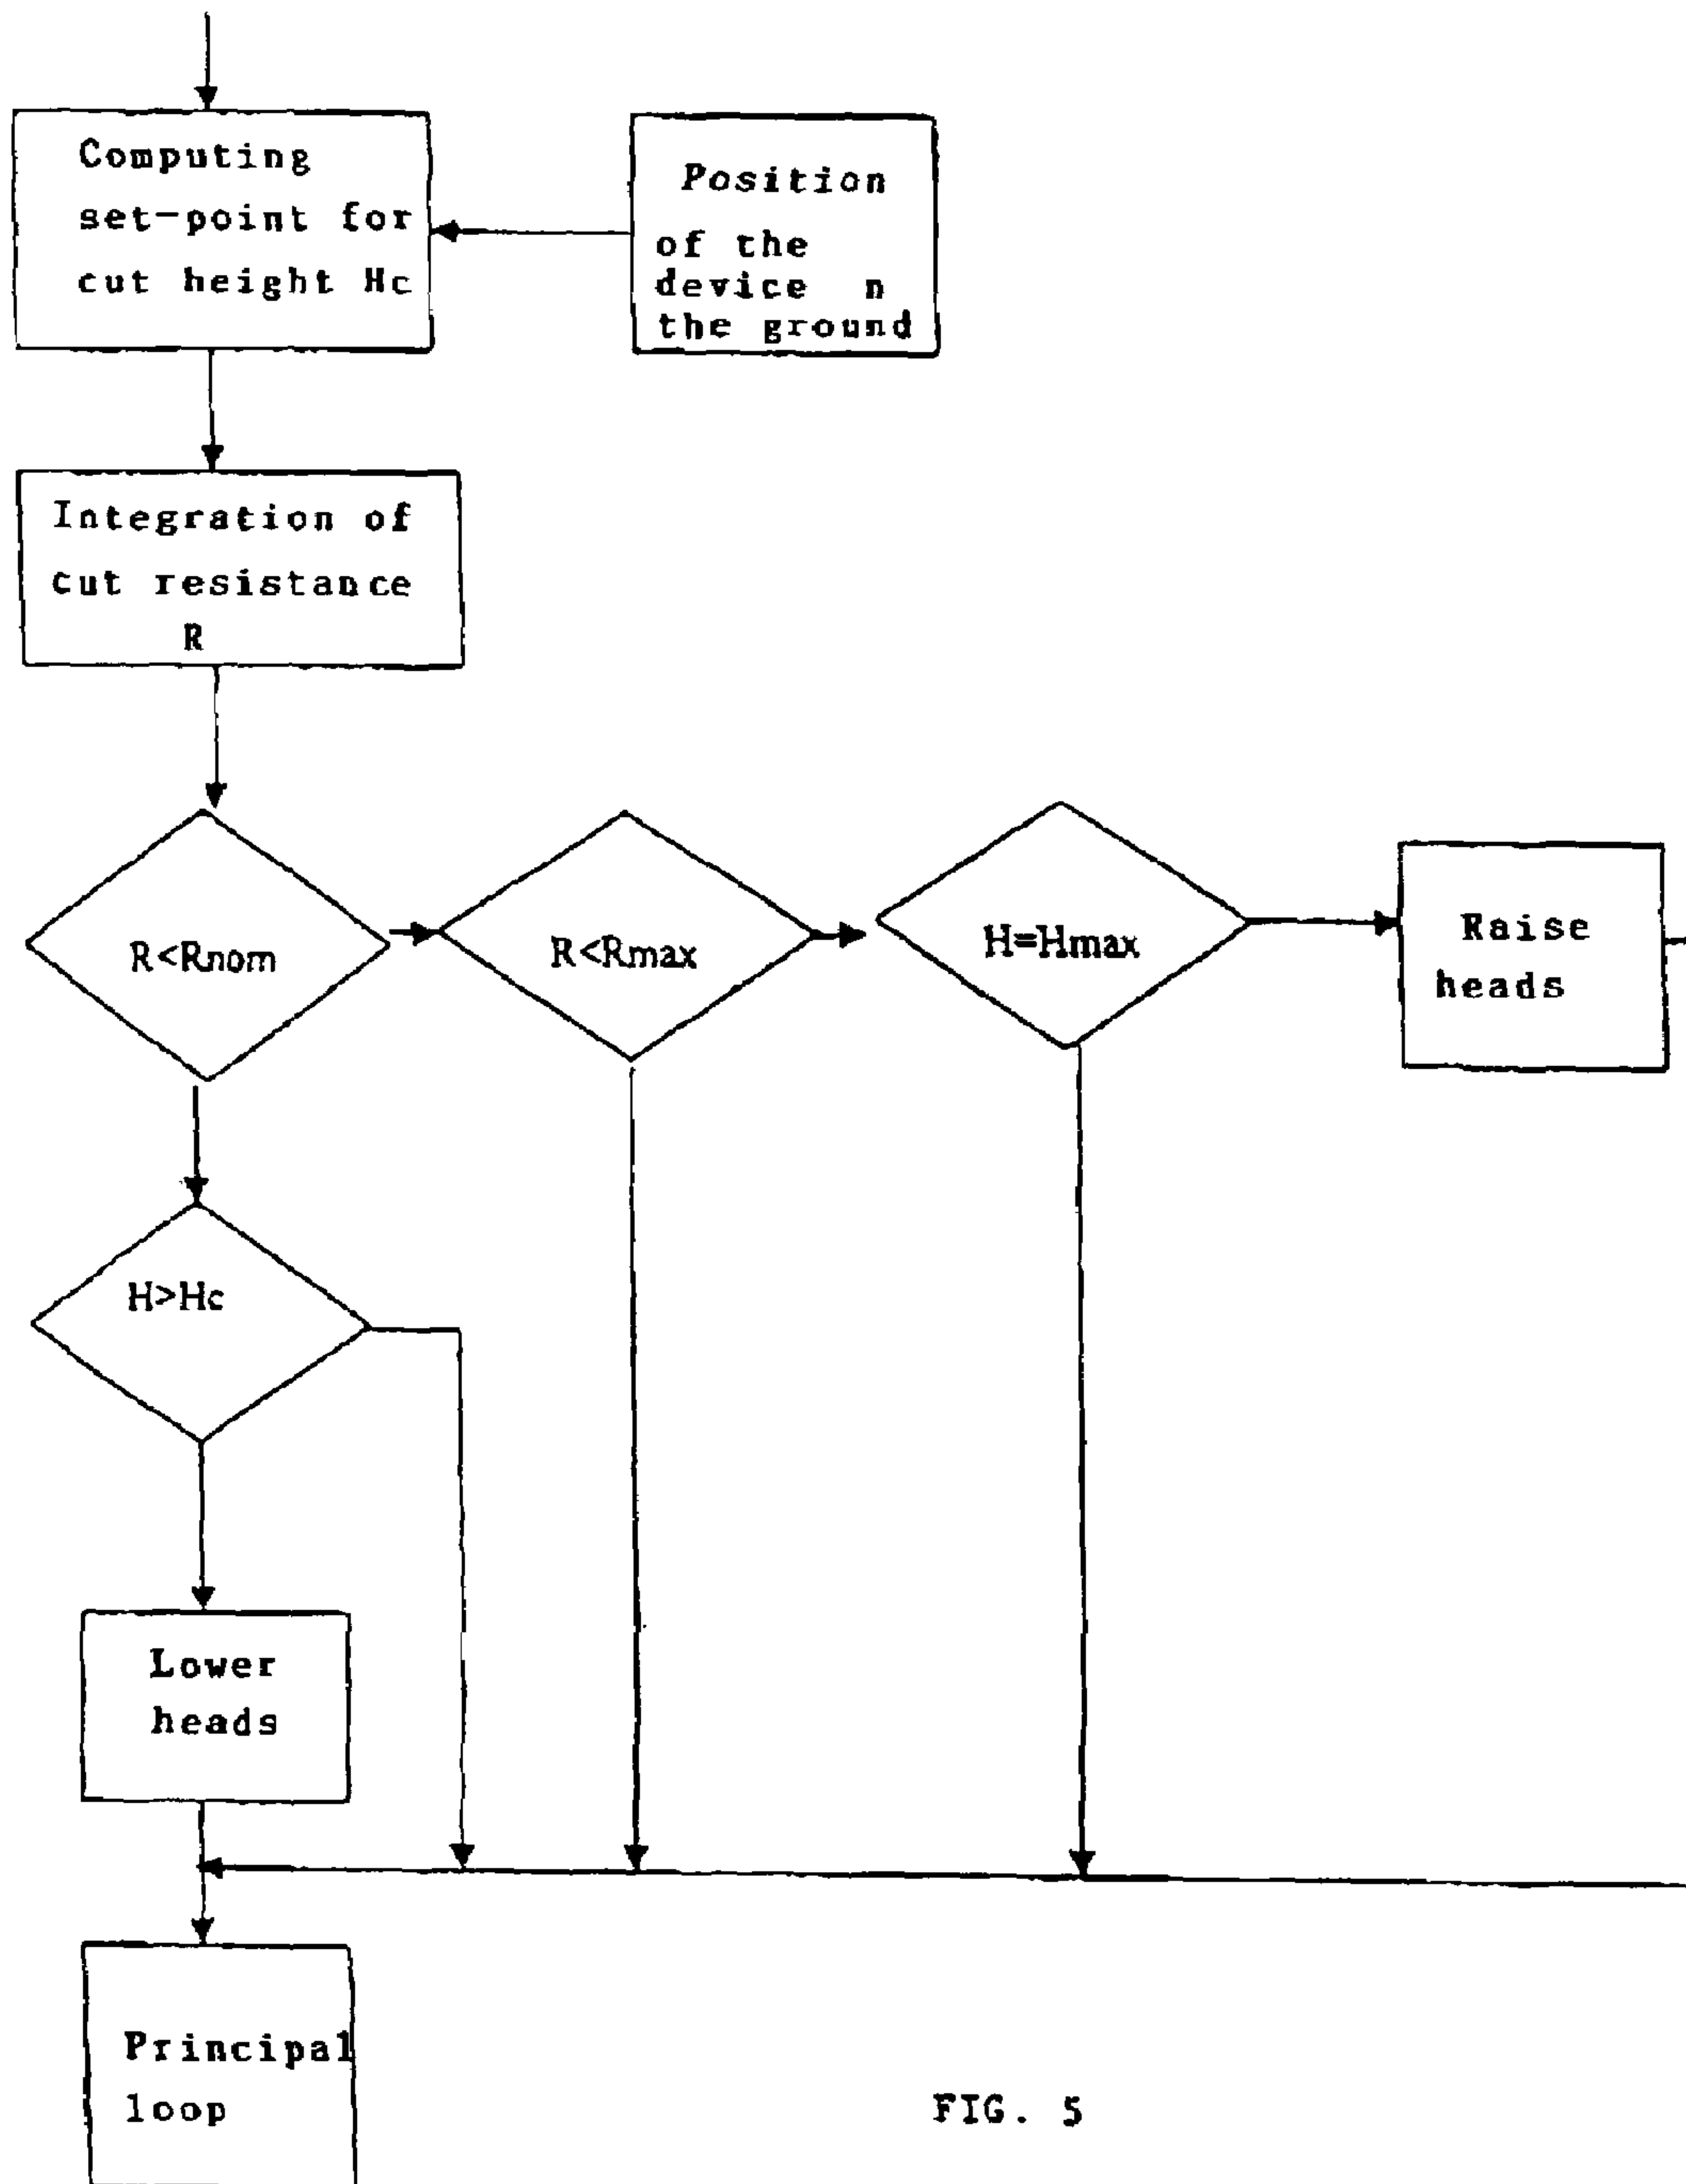 Computing
set-point for
cut height Hc
Position
of the
device n
the ground
Integration of
cut resistance
R
R<Rnom
R<Rmax
H=Hmax
Raise
heads
H>Hc
Lower
heads
Principal
loop
FIG. 5